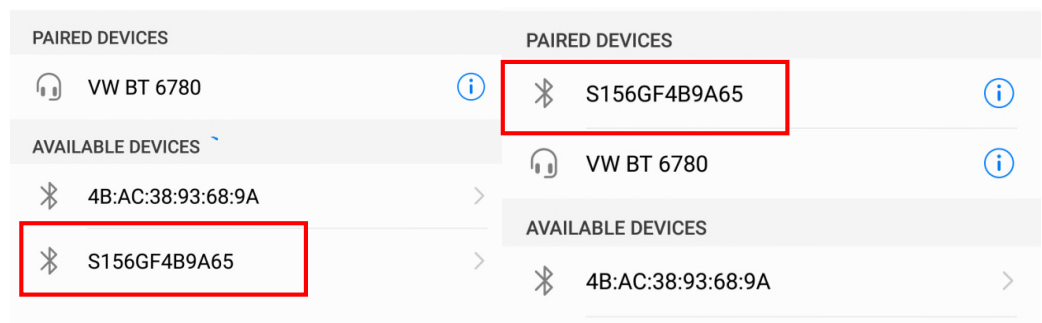 PAIRED DEVICES
VW BT 6780
AVAILABLE DEVICES
4B:AC:38:93:68:9A
S156GF4B9A65
PAIRED DEVICES
S156GF4B9A65
VW BT 6780
AVAILABLE DEVICES
4B:AC:38:93:68:9A